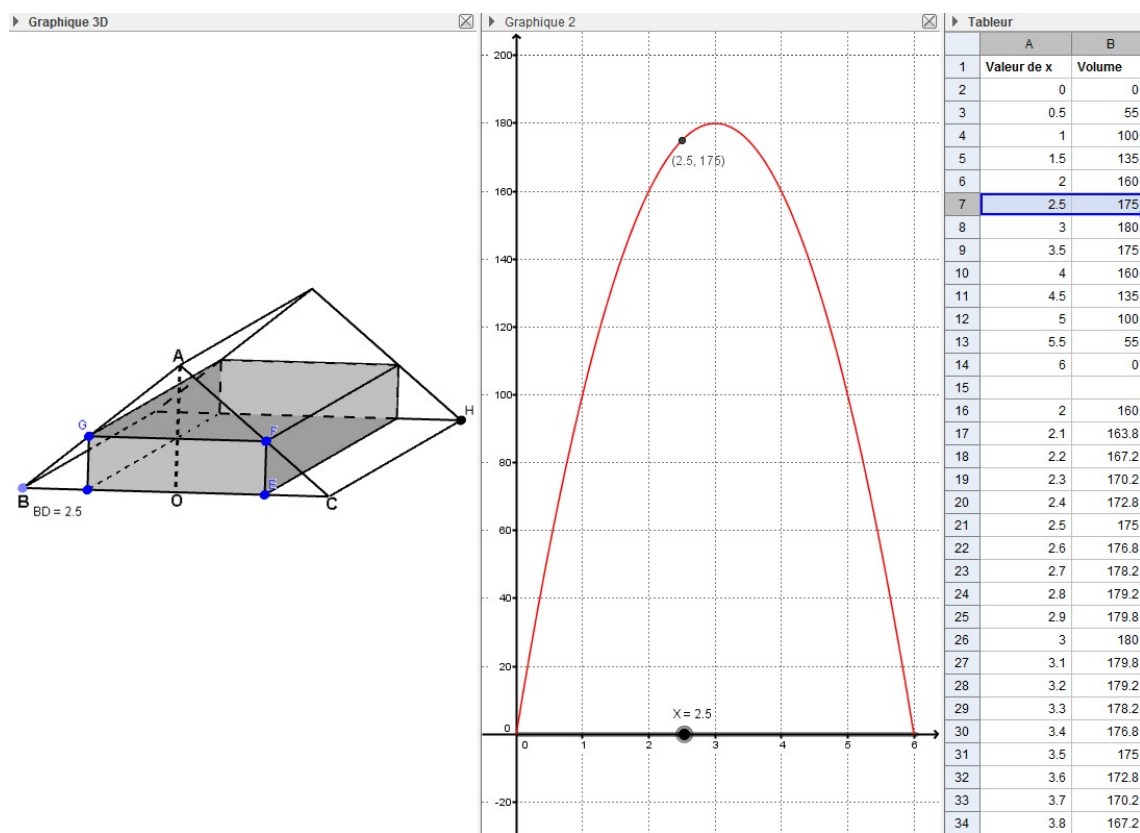 Graphique 3D
A
H
G
F
B
E
O
C
BD = 2.5
Graphique 2
200
180
(2.5, 175)
160
140
120
100
80
60
40
20
X = 2.5
0
0 1 2 3 4 5 6
-20
Tableur
A B
1 Valeur de x Volume
2 0 0
3 0.5 55
4 1 100
5 1.5 135
6 2 160
7 2.5 175
8 3 180
9 3.5 175
10 4 160
11 4.5 135
12 5 100
13 5.5 55
14 6 0
15
16 2 160
17 2.1 163.8
18 2.2 167.2
19 2.3 170.2
20 2.4 172.8
21 2.5 175
22 2.6 176.8
23 2.7 178.2
24 2.8 179.2
25 2.9 179.8
26 3 180
27 3.1 179.8
28 3.2 179.2
29 3.3 178.2
30 3.4 176.8
31 3.5 175
32 3.6 172.8
33 3.7 170.2
34 3.8 167.2